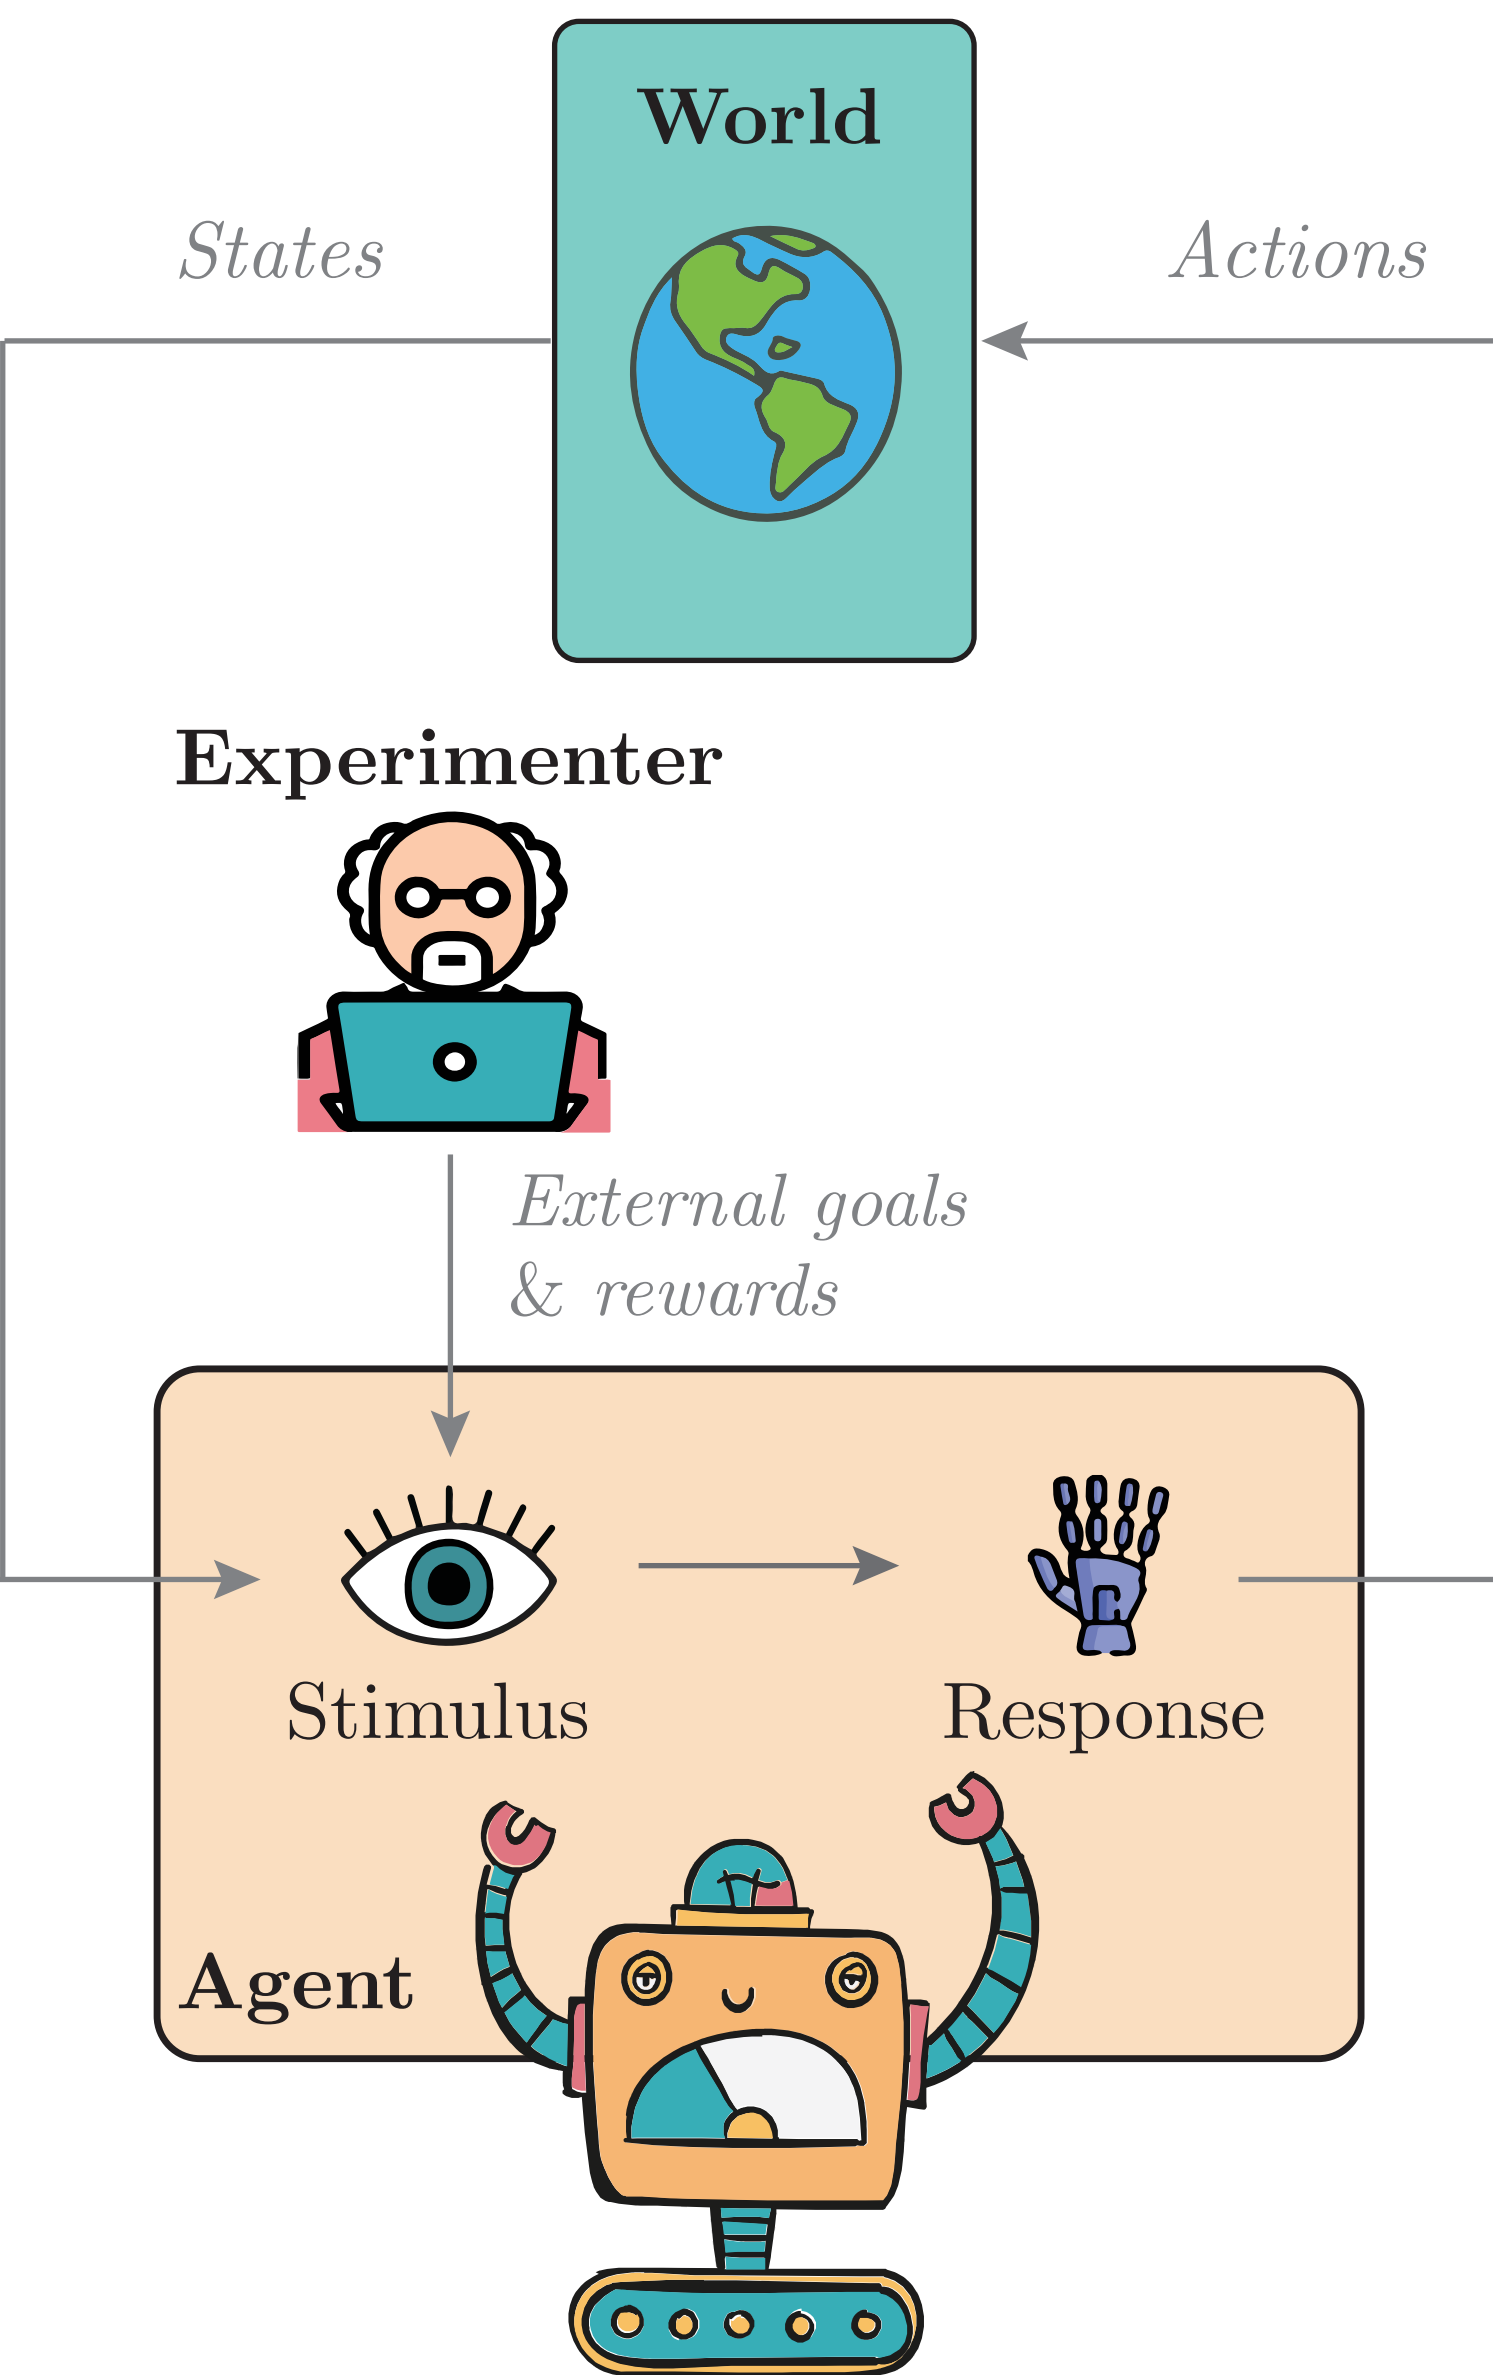 World
States
Actions
Experimenter
External goals
& rewards
Stimulus
Response
Agent